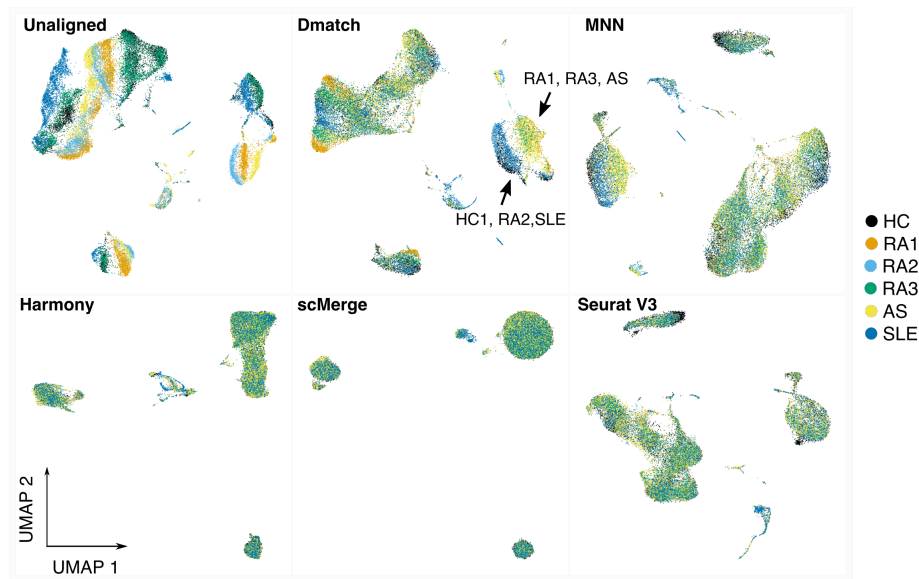 Unaligned
Dmatch
MNN
RA1, RA3, AS
HC1, RA2,SLE
HC
RA1
RA2
RA3
AS
SLE
Harmony
scMerge
Seurat V3
UMAP 2
UMAP 1